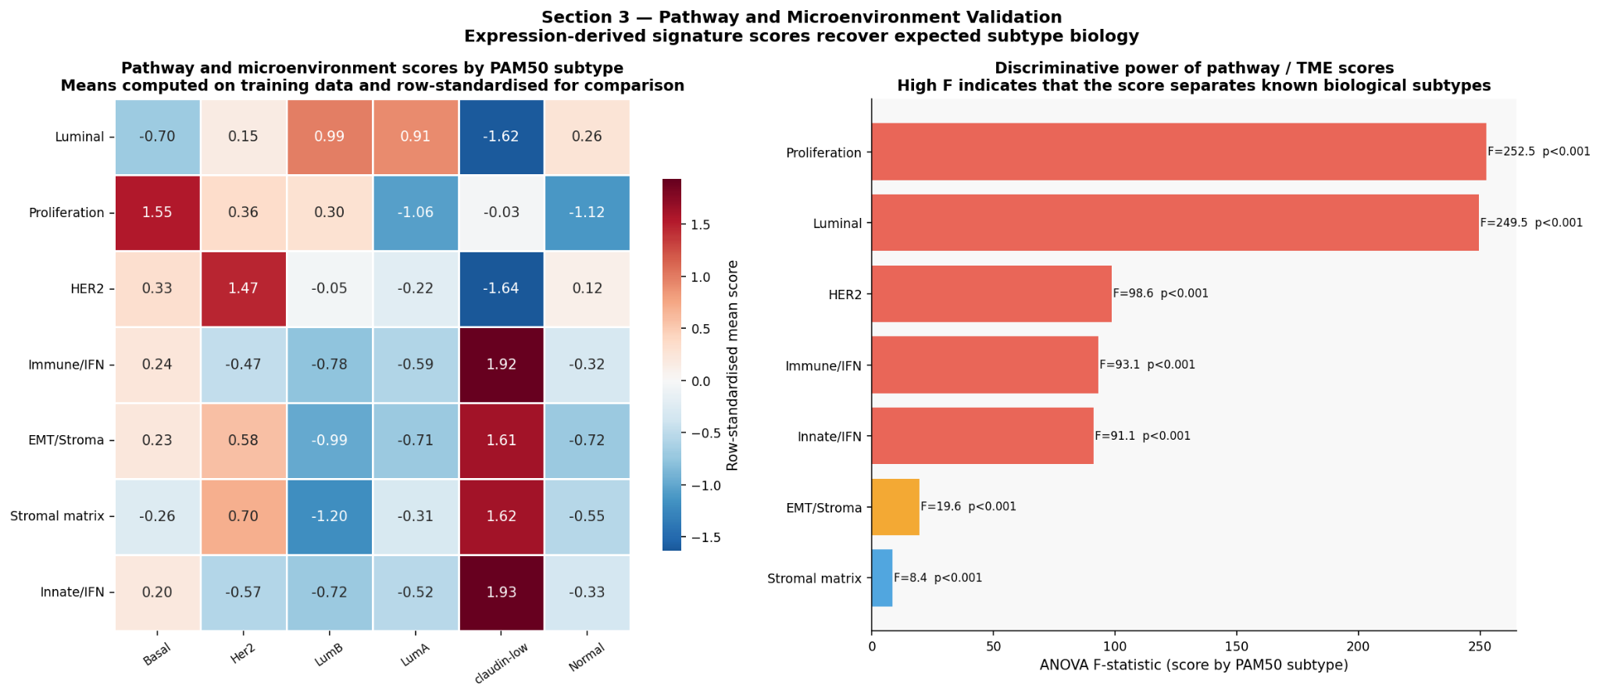 Section 3 — Pathway and Microenvironment Validation
Expression-derived signature scores recover expected subtype biology
Pathway and microenvironment scores by PAM50 subtype
Means computed on training data and row-standardised for comparison
Luminal -0.70 0.15 0.99 0.91 -1.62 0.26
Proliferation 1.55 0.36 0.30 -1.06 -0.03 -1.12
HER2 0.33 1.47 -0.05 -0.22 -1.64 0.12
Immune/IFN 0.24 -0.47 -0.78 -0.59 1.92 -0.32
EMT/Stroma 0.23 0.58 -0.99 -0.71 1.61 -0.72
Stromal matrix -0.26 0.70 -1.20 -0.31 1.62 -0.55
Innate/IFN 0.20 -0.57 -0.72 -0.52 1.93 -0.33
Basal Her2 LumB LumA claudin-low Normal
1.5
1.0
0.5
0.0
−0.5
−1.0
−1.5
Row-standardised mean score
Discriminative power of pathway / TME scores
High F indicates that the score separates known biological subtypes
Proliferation F=252.5 p<0.001
Luminal F=249.5 p<0.001
HER2 F=98.6 p<0.001
Immune/IFN F=93.1 p<0.001
Innate/IFN F=91.1 p<0.001
EMT/Stroma F=19.6 p<0.001
Stromal matrix F=8.4 p<0.001
0 50 100 150 200 250
ANOVA F-statistic (score by PAM50 subtype)